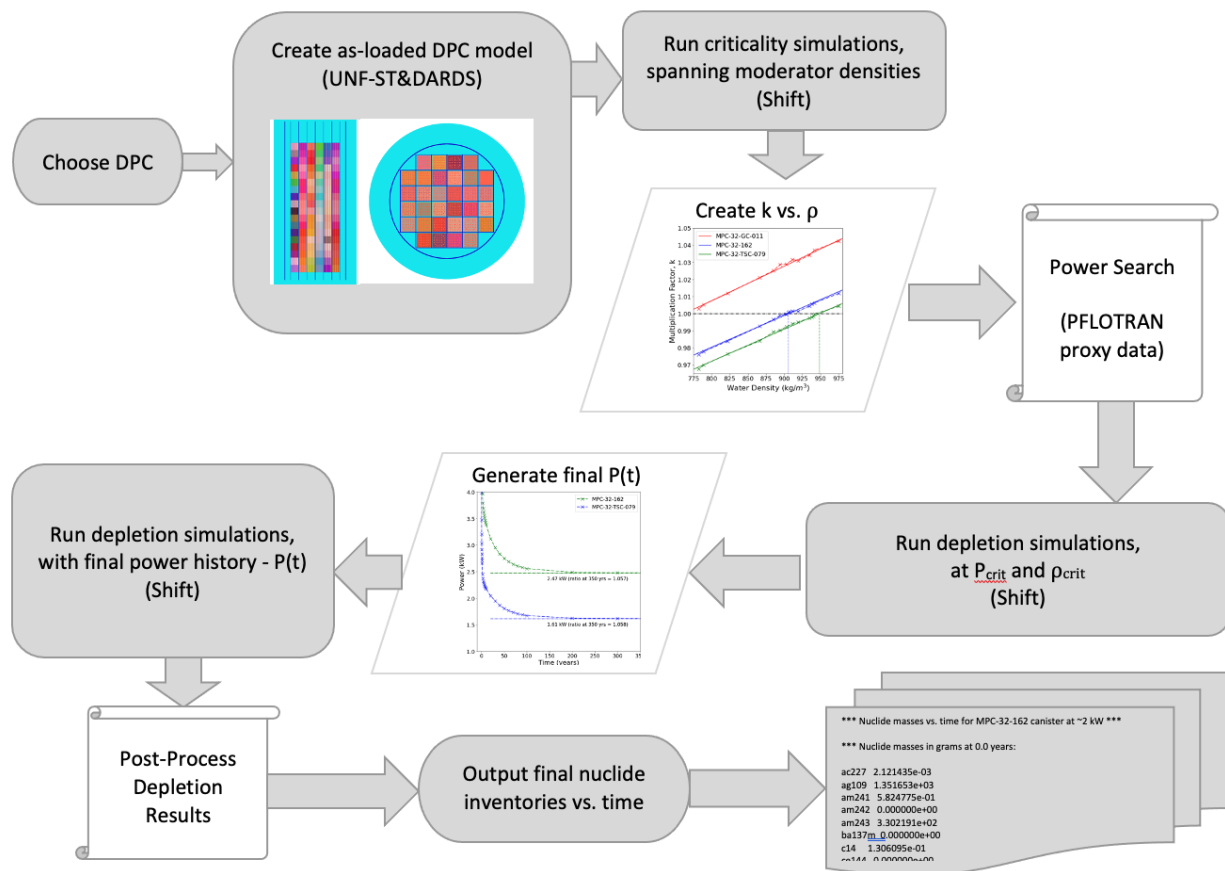 Choose DPC
Create as-loaded DPC model
(UNF-ST&DARDS)
Run criticality simulations,
spanning moderator densities
(Shift)
Create k vs. ρ
MPC-32-GC-011
MPC-32-162
MPC-32-TSC-079
Multiplication Factor, k
1.05
1.04
1.03
1.02
1.01
1.00
0.99
0.98
0.97
775 800 825 850 875 900 925 950 975
Water Density (kg/m³)
Power Search
(PFLOTRAN
proxy data)
Run depletion simulations,
at Pcrit and ρcrit
(Shift)
Generate final P(t)
MPC-32-162
MPC-32-TSC-079
Power (kW)
4.0
3.5
3.0
2.5
2.0
1.5
1.0
2.47 kW (ratio at 350 yrs = 1.057)
1.61 kW (ratio at 350 yrs = 1.058)
0 50 100 150 200 250 300 35
Time (years)
Run depletion simulations,
with final power history - P(t)
(Shift)
Post-Process
Depletion
Results
Output final nuclide
inventories vs. time
*** Nuclide masses vs. time for MPC-32-162 canister at ~2 kW ***
*** Nuclide masses in grams at 0.0 years:
ac227 2.121435e-03
ag109 1.351653e+03
am241 5.824775e-01
am242 0.000000e+00
am243 3.302191e+02
ba137m 0.000000e+00
c14 1.306095e-01
ce144 0.000000e+00